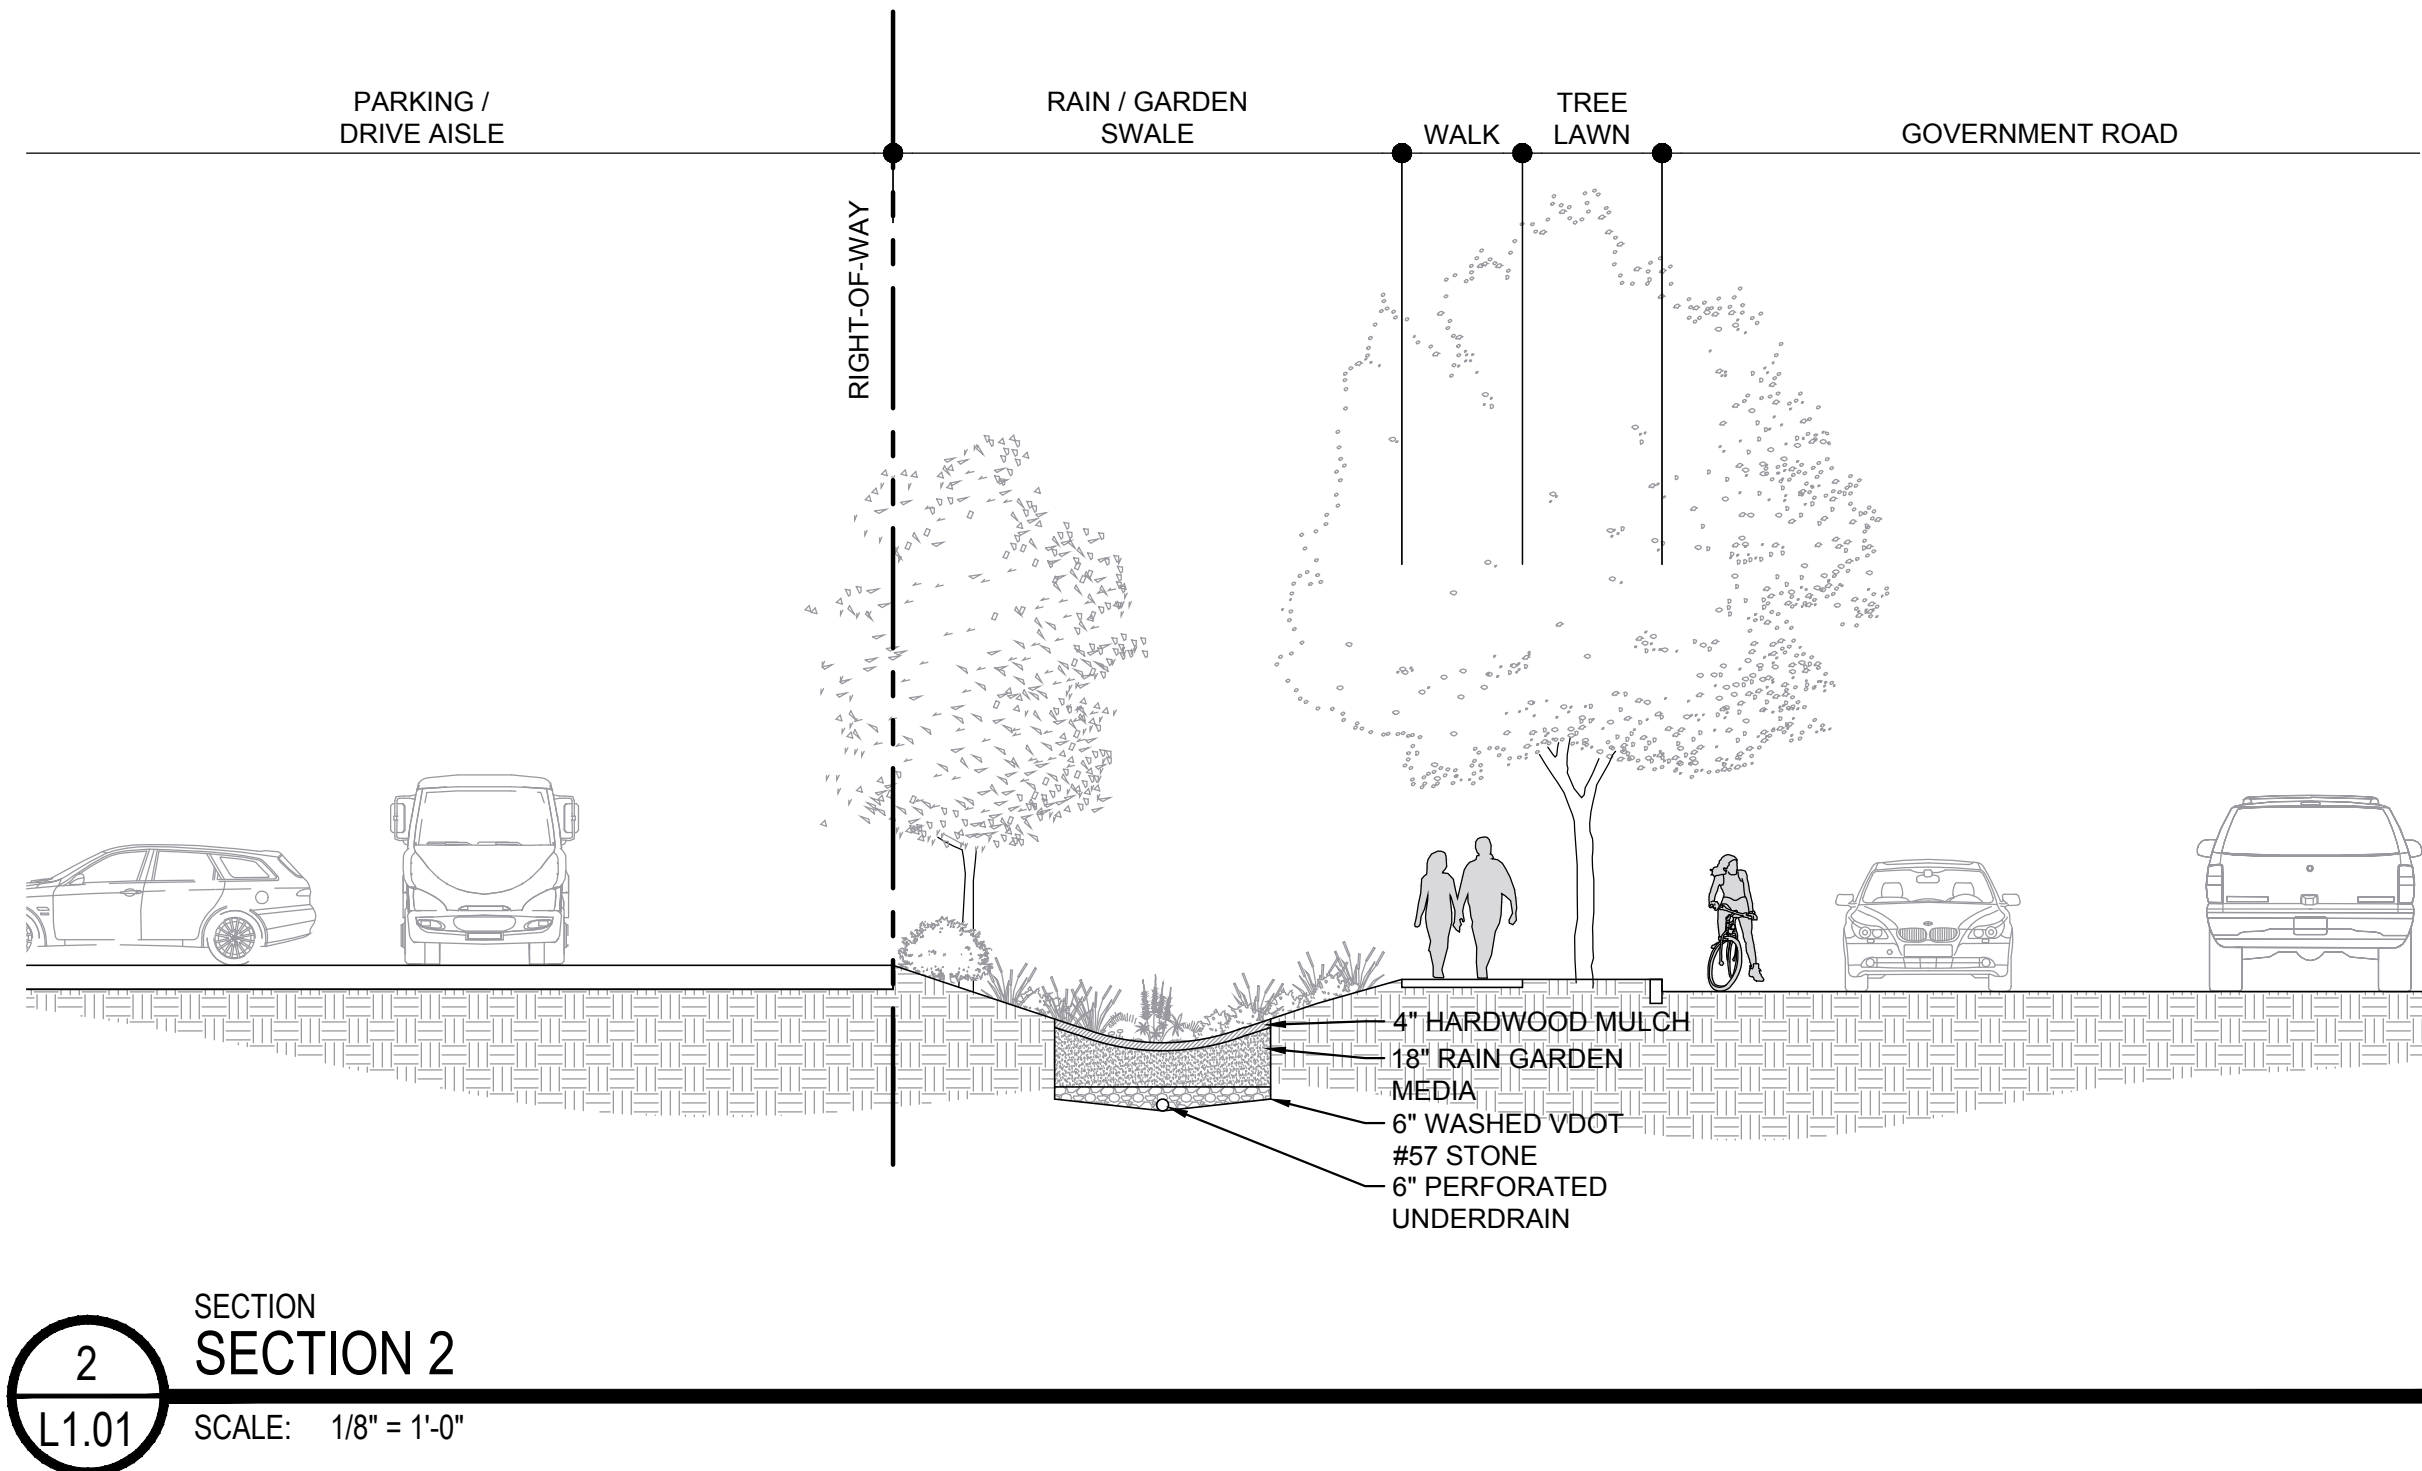 PARKING /
DRIVE AISLE
RAIN / GARDEN
SWALE
WALK
TREE
LAWN
GOVERNMENT ROAD
RIGHT-OF-WAY
4" HARDWOOD MULCH
18" RAIN GARDEN
MEDIA
6" WASHED VDOT
#57 STONE
6" PERFORATED
UNDERDRAIN
2
L1.01
SECTION
SECTION 2
SCALE: 1/8" = 1'-0"